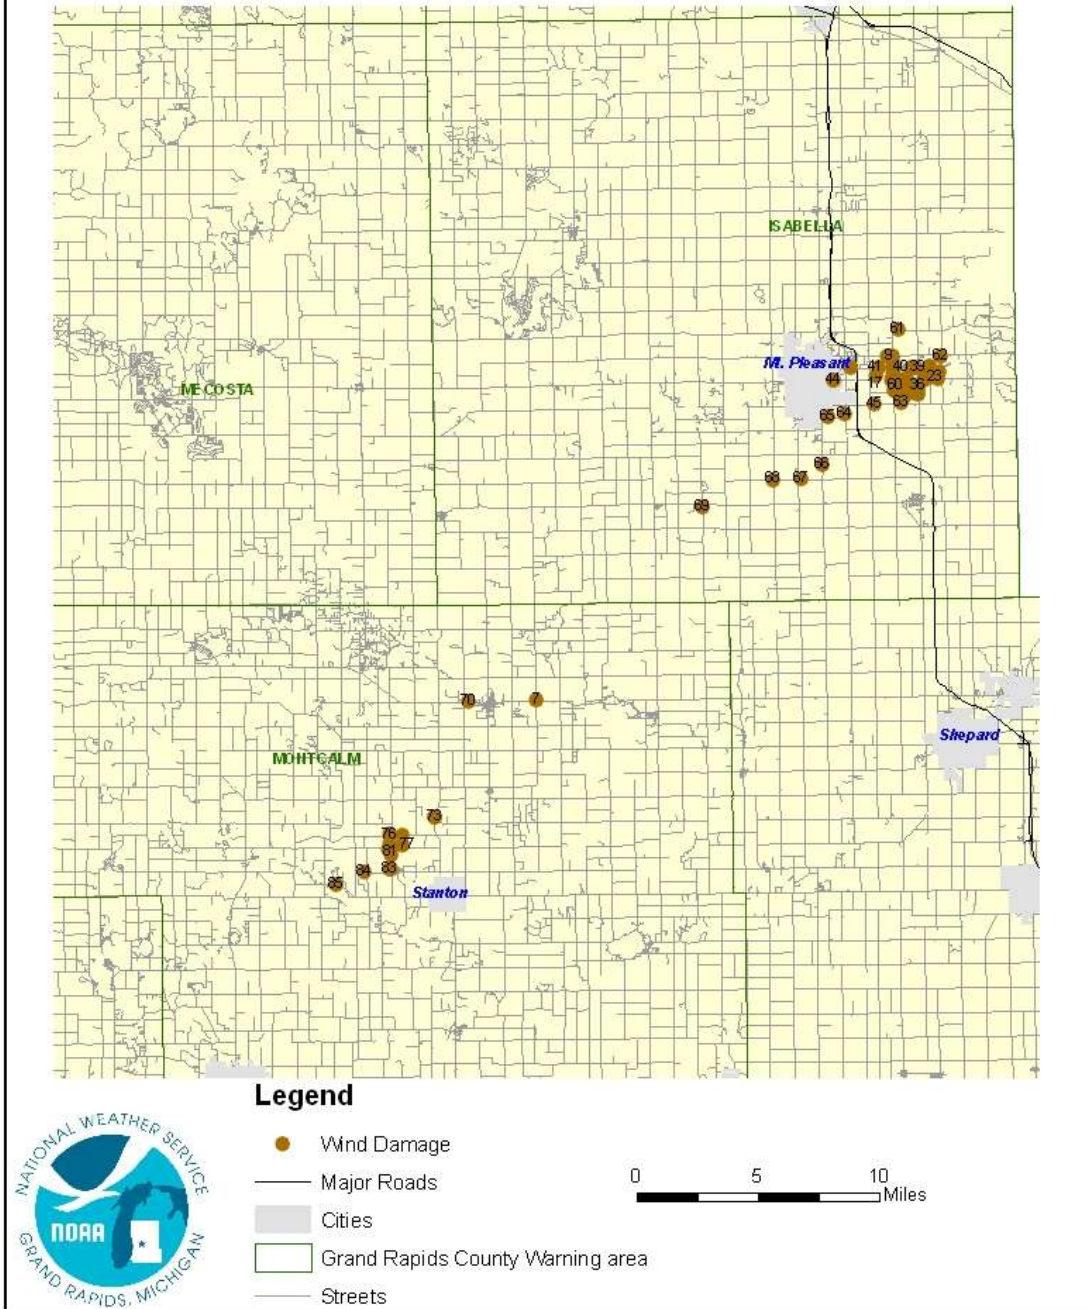 ISABELLA
61
Mt. Pleasant
9
62
41
40
39
44
17
60
36
23
45
63
65
64
66
68
67
69
MECOSTA
70
7
Shepard
MONTCALM
73
76
77
81
83
84
85
Stanton
Legend
Wind Damage
Major Roads
Cities
Grand Rapids County Warning area
Streets
0 5 10
Miles
NATIONAL WEATHER SERVICE
NOAA
GRAND RAPIDS, MICHIGAN